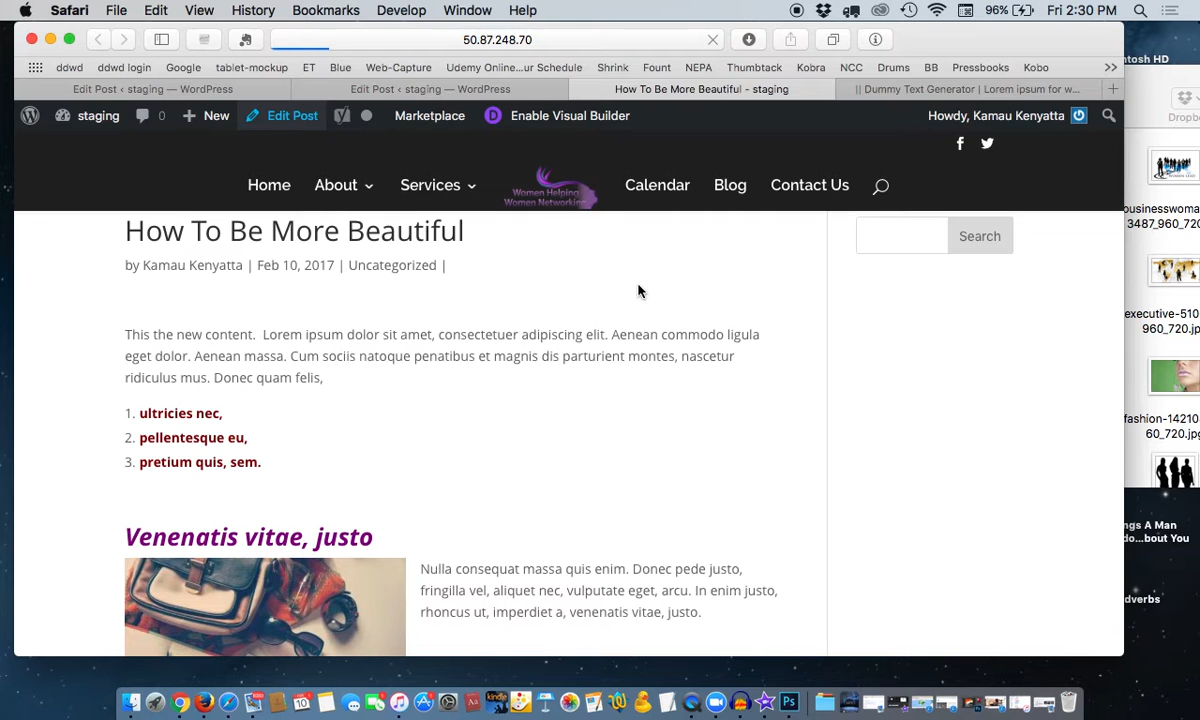 Safari File Edit View History Bookmarks Develop Window Help 96% Fri 2:30 PM
50.87.248.70
ddwd ddwd login Google tablet-mockup ET Blue Web-Capture Udemy Online...ur Schedule Shrink Fount NEPA Thumbtack Kobra NCC Drums BB Pressbooks Kobo
Edit Post ‹ staging — WordPress Edit Post ‹ staging — WordPress How To Be More Beautiful - staging || Dummy Text Generator | Lorem ipsum for w...
staging 0 New Edit Post Marketplace D Enable Visual Builder Howdy, Kamau Kenyatta
Home About Services Women Helping Women Networking Calendar Blog Contact Us
How To Be More Beautiful
by Kamau Kenyatta | Feb 10, 2017 | Uncategorized |
Search
This the new content. Lorem ipsum dolor sit amet, consectetuer adipiscing elit. Aenean commodo ligula
eget dolor. Aenean massa. Cum sociis natoque penatibus et magnis dis parturient montes, nascetur
ridiculus mus. Donec quam felis,
1. ultricies nec,
2. pellentesque eu,
3. pretium quis, sem.
Venenatis vitae, justo
Nulla consequat massa quis enim. Donec pede justo,
fringilla vel, aliquet nec, vulputate eget, arcu. In enim justo,
rhoncus ut, imperdiet a, venenatis vitae, justo.
ntosh HD
Dropb
businesswoma
3487_960_720
executive-510
960_720.jp
fashion-14210
60_720.jpg
ngs A Man
do...bout You
dverbs